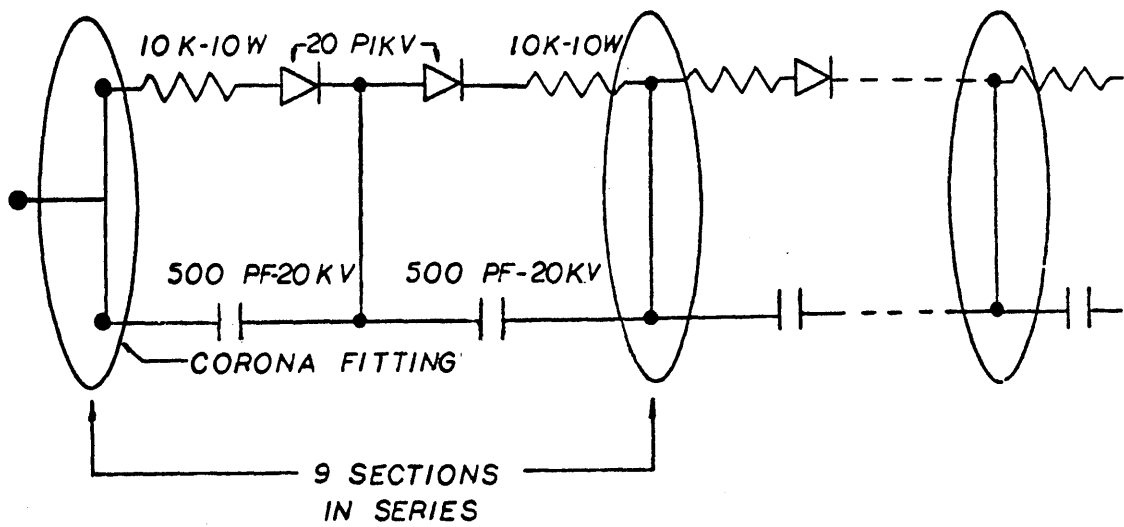 10K-10W
20 PIKV
10K-10W
500 PF-20KV
500 PF-20KV
CORONA FITTING
9 SECTIONS
IN SERIES